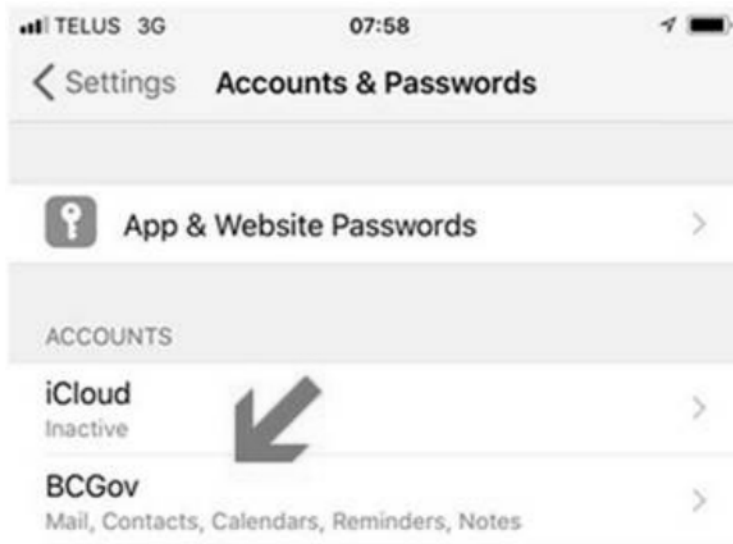 TELUS 3G 07:58
Settings Accounts & Passwords
App & Website Passwords
ACCOUNTS
iCloud
Inactive
BCGov
Mail, Contacts, Calendars, Reminders, Notes